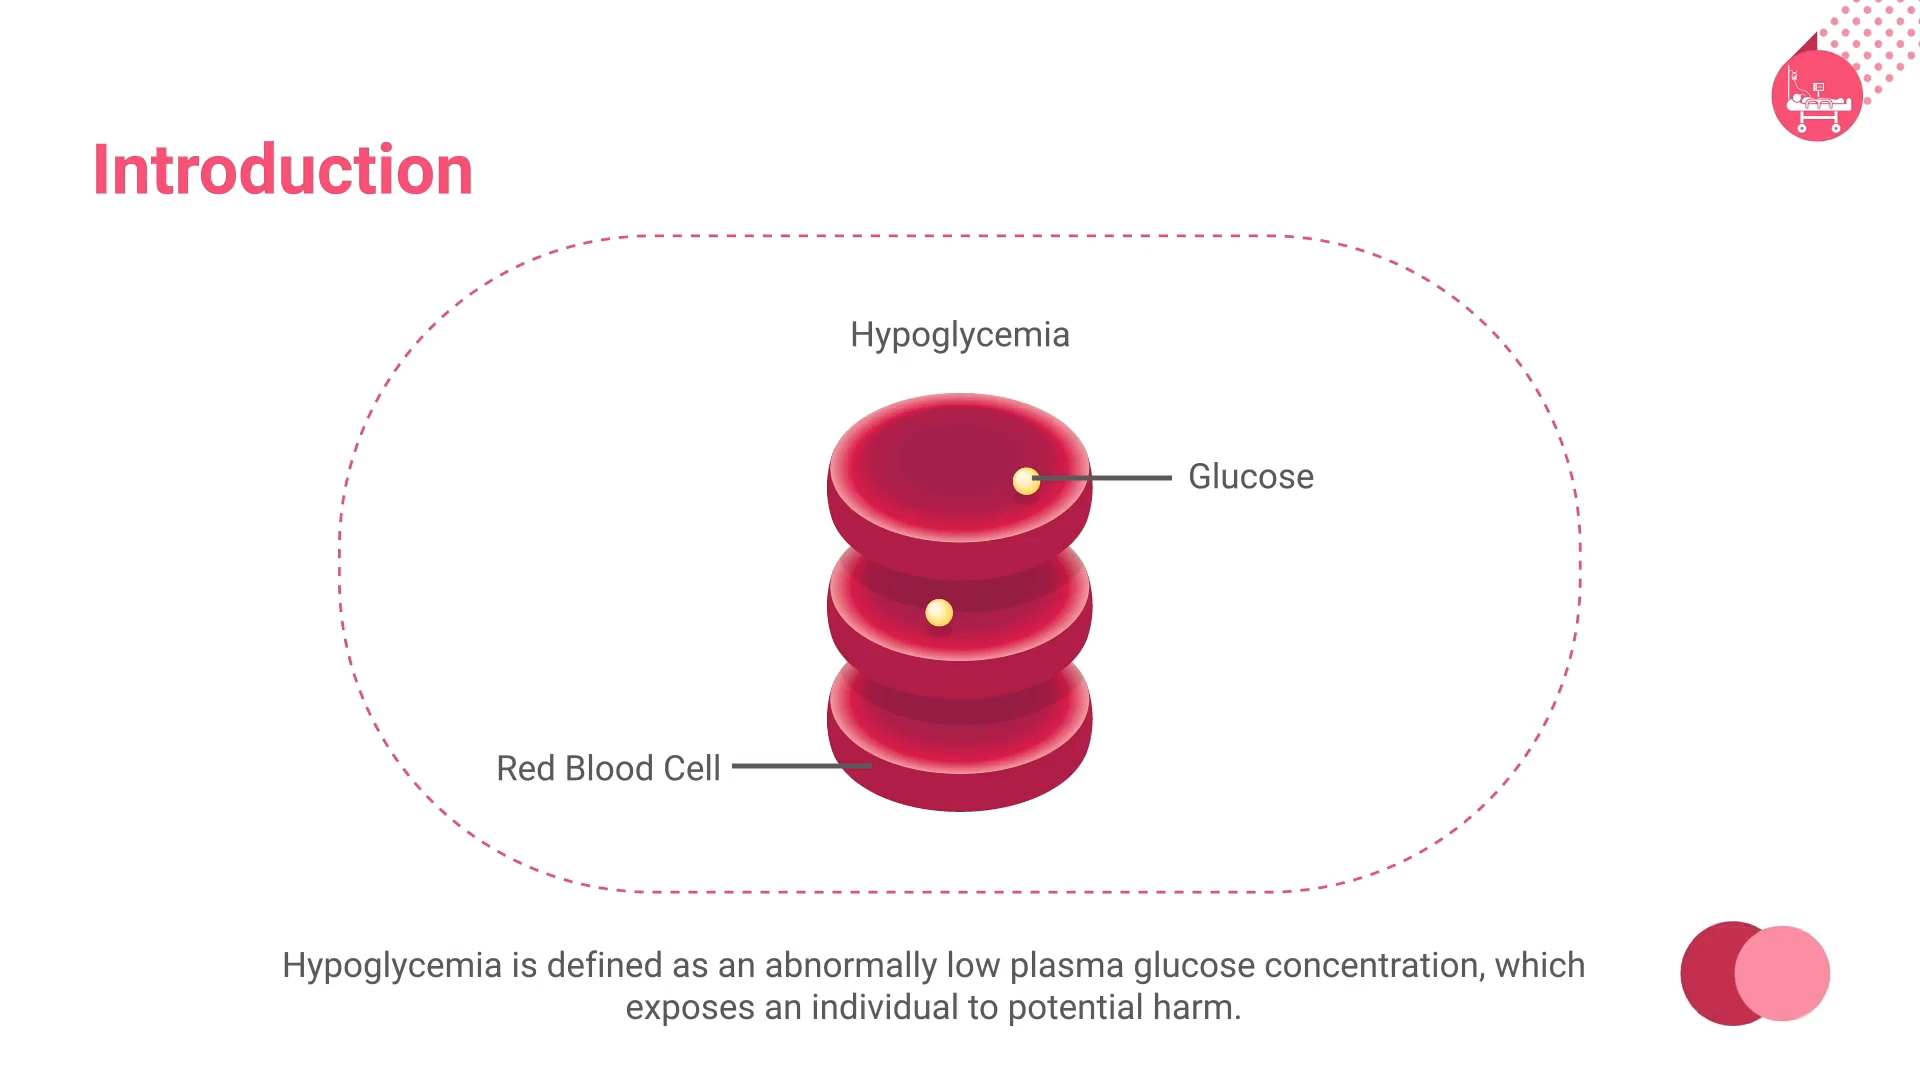 Introduction
Hypoglycemia
Glucose
Red Blood Cell
Hypoglycemia is defined as an abnormally low plasma glucose concentration, which
exposes an individual to potential harm.